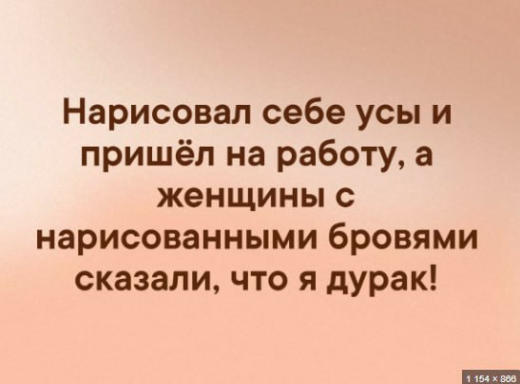 Нарисовал себе усы и
пришёл на работу, а
женщины с
нарисованными бровями
сказали, что я дурак!
1 154 × 866